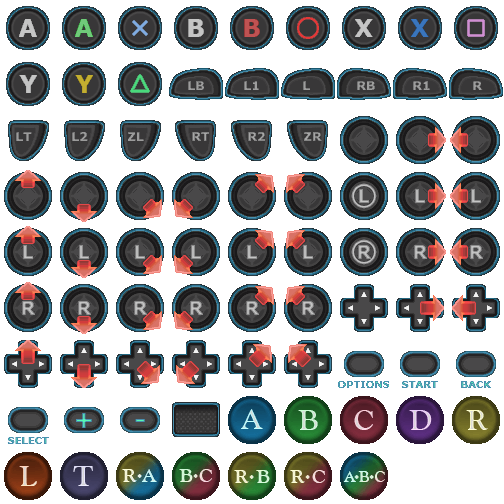 A A B B X X
Y Y LB L1 L RB R1 R
LT L2 ZL RT R2 ZR
L L L
L L L L L L R R R
R R R R R R
OPTIONS START BACK
+ - A B C D R
SELECT
L T R·A B·C R·B R·C A·B·C